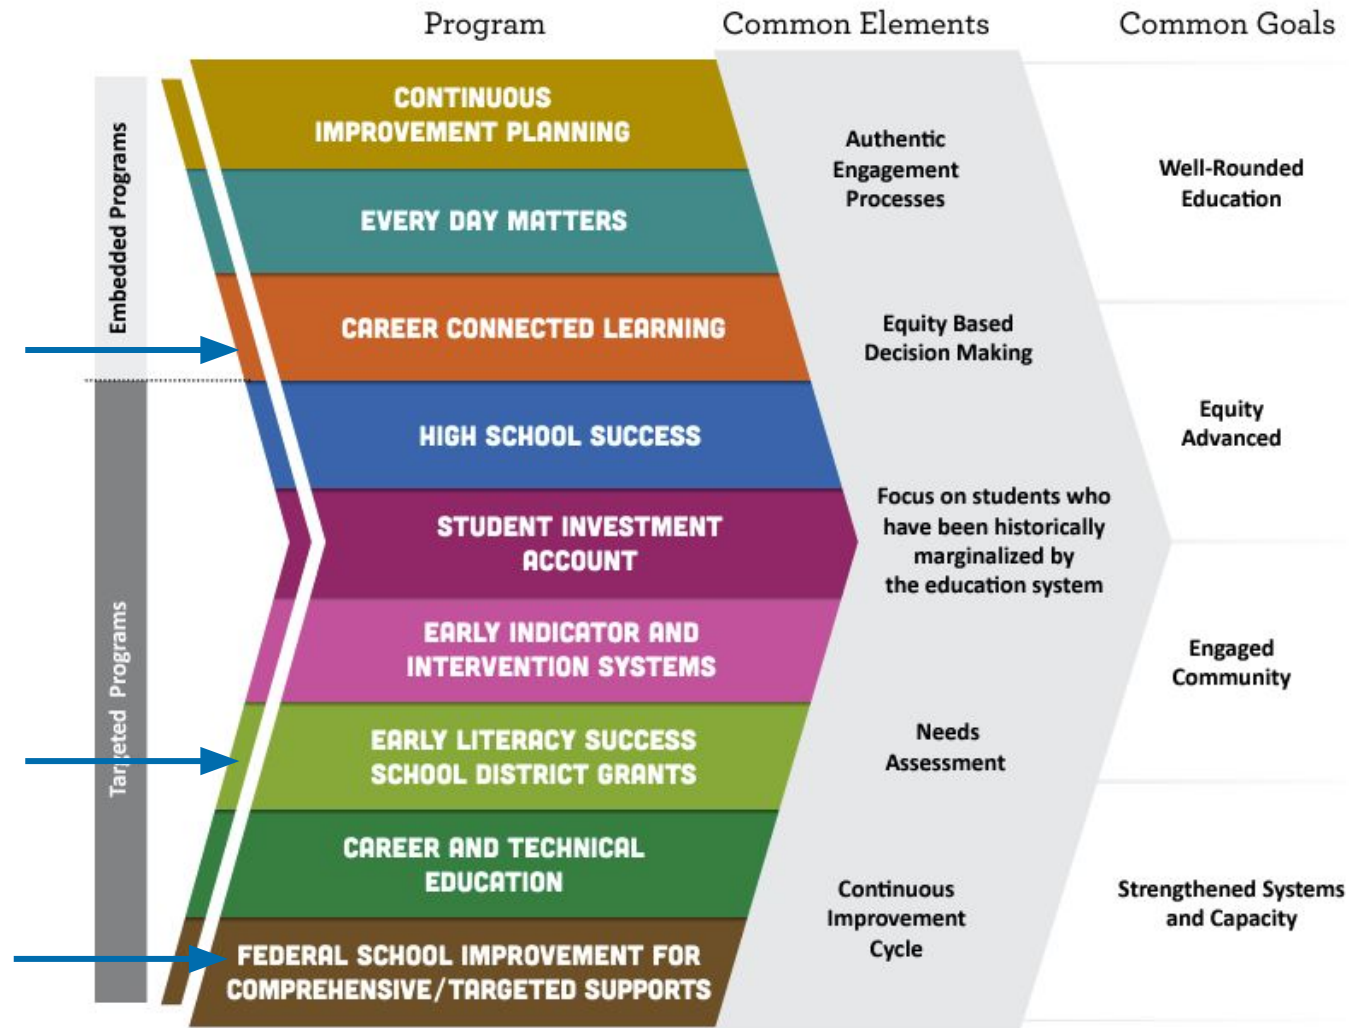 Program
Common Elements
Common Goals
Embedded Programs
Targeted Programs
CONTINUOUS
IMPROVEMENT PLANNING
EVERY DAY MATTERS
CAREER CONNECTED LEARNING
HIGH SCHOOL SUCCESS
STUDENT INVESTMENT
ACCOUNT
EARLY INDICATOR AND
INTERVENTION SYSTEMS
EARLY LITERACY SUCCESS
SCHOOL DISTRICT GRANTS
CAREER AND TECHNICAL
EDUCATION
FEDERAL SCHOOL IMPROVEMENT FOR
COMPREHENSIVE/TARGETED SUPPORTS
Authentic
Engagement
Processes
Equity Based
Decision Making
Focus on students who
have been historically
marginalized by
the education system
Needs
Assessment
Continuous
Improvement
Cycle
Well-Rounded
Education
Equity
Advanced
Engaged
Community
Strengthened Systems
and Capacity